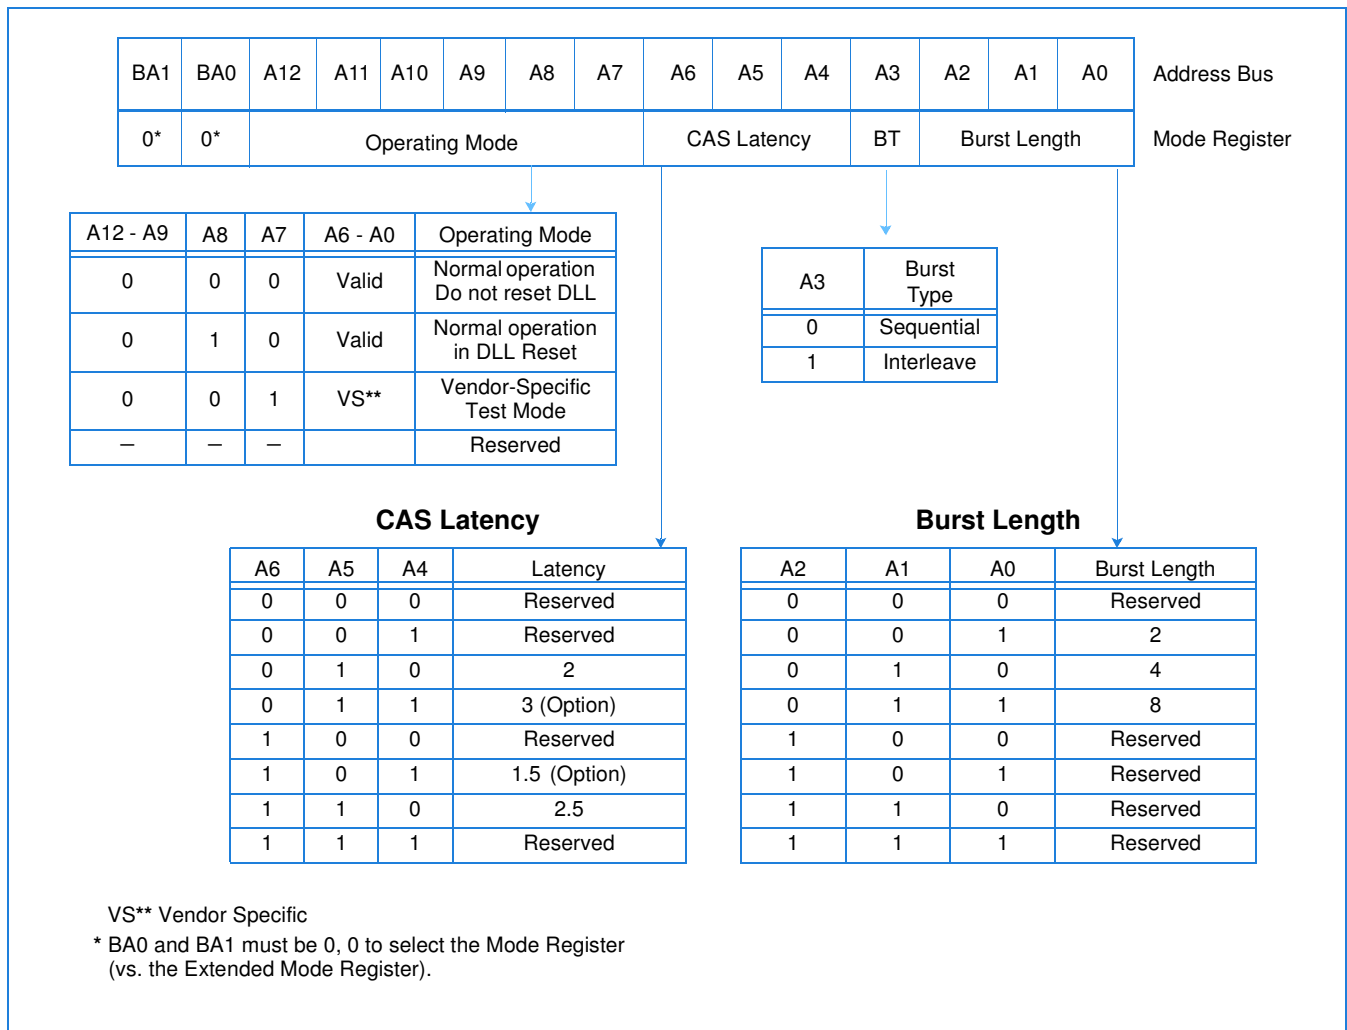 BA1 BA0 A12 A11 A10 A9 A8 A7 A6 A5 A4 A3 A2 A1 A0 Address Bus
0* 0* Operating Mode CAS Latency BT Burst Length Mode Register
A12 - A9 A8 A7 A6 - A0 Operating Mode
0 0 0 Valid Normal operation
Do not reset DLL
0 1 0 Valid Normal operation
in DLL Reset
0 0 1 VS** Vendor-Specific
Test Mode
— — — Reserved
A3 Burst
Type
0 Sequential
1 Interleave
CAS Latency
A6 A5 A4 Latency
0 0 0 Reserved
0 0 1 Reserved
0 1 0 2
0 1 1 3 (Option)
1 0 0 Reserved
1 0 1 1.5 (Option)
1 1 0 2.5
1 1 1 Reserved
Burst Length
A2 A1 A0 Burst Length
0 0 0 Reserved
0 0 1 2
0 1 0 4
0 1 1 8
1 0 0 Reserved
1 0 1 Reserved
1 1 0 Reserved
1 1 1 Reserved
VS** Vendor Specific
* BA0 and BA1 must be 0, 0 to select the Mode Register
(vs. the Extended Mode Register).